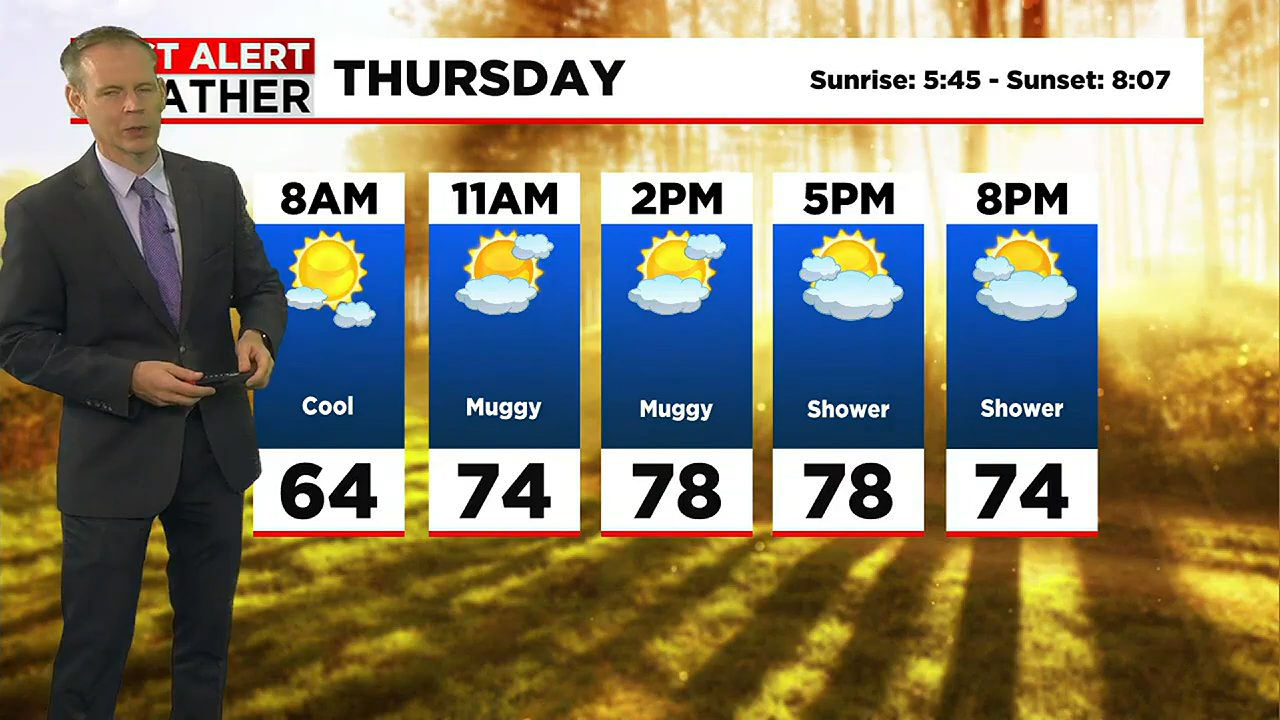 T ALERT
ATHER
THURSDAY
Sunrise: 5:45 - Sunset: 8:07
8AM 11AM 2PM 5PM 8PM
Cool Muggy Muggy Shower Shower
64 74 78 78 74